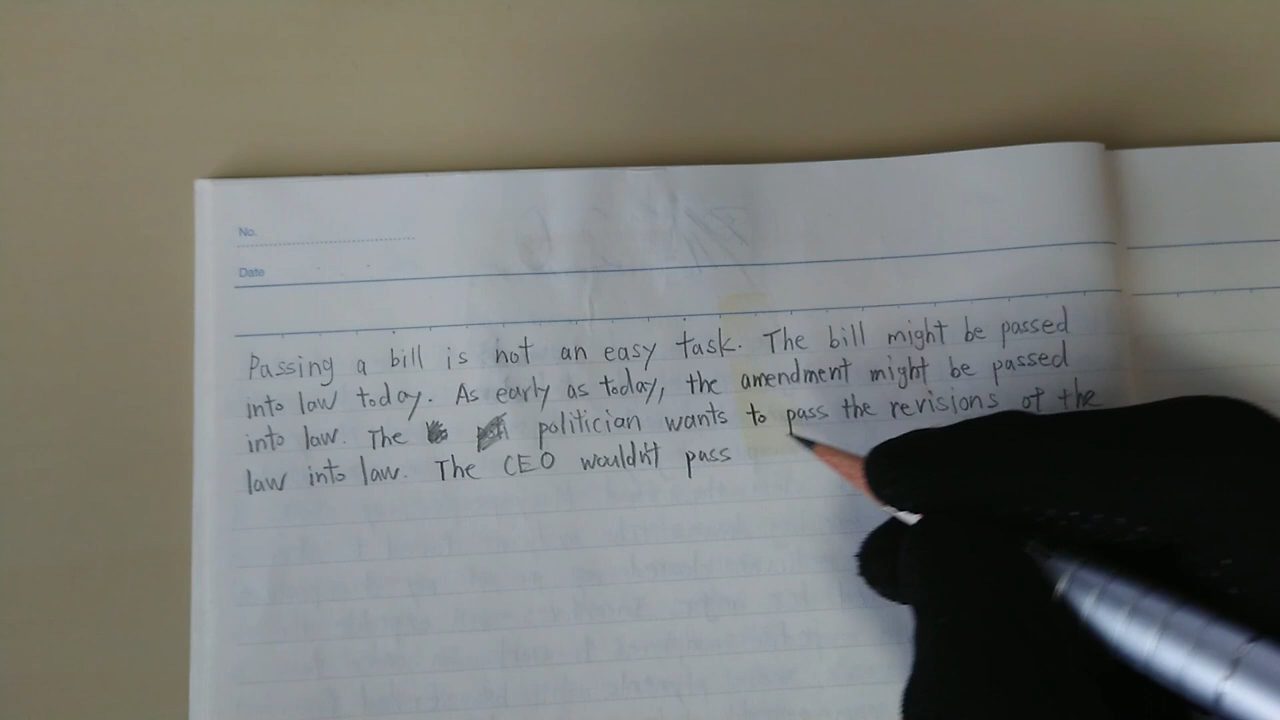 No.
Date
Passing a bill is not an easy task. The bill might be passed
into law today. As early as today, the amendment might be passed
into law. The politician wants to pass the revisions of the
law into law. The CEO wouldn't pass